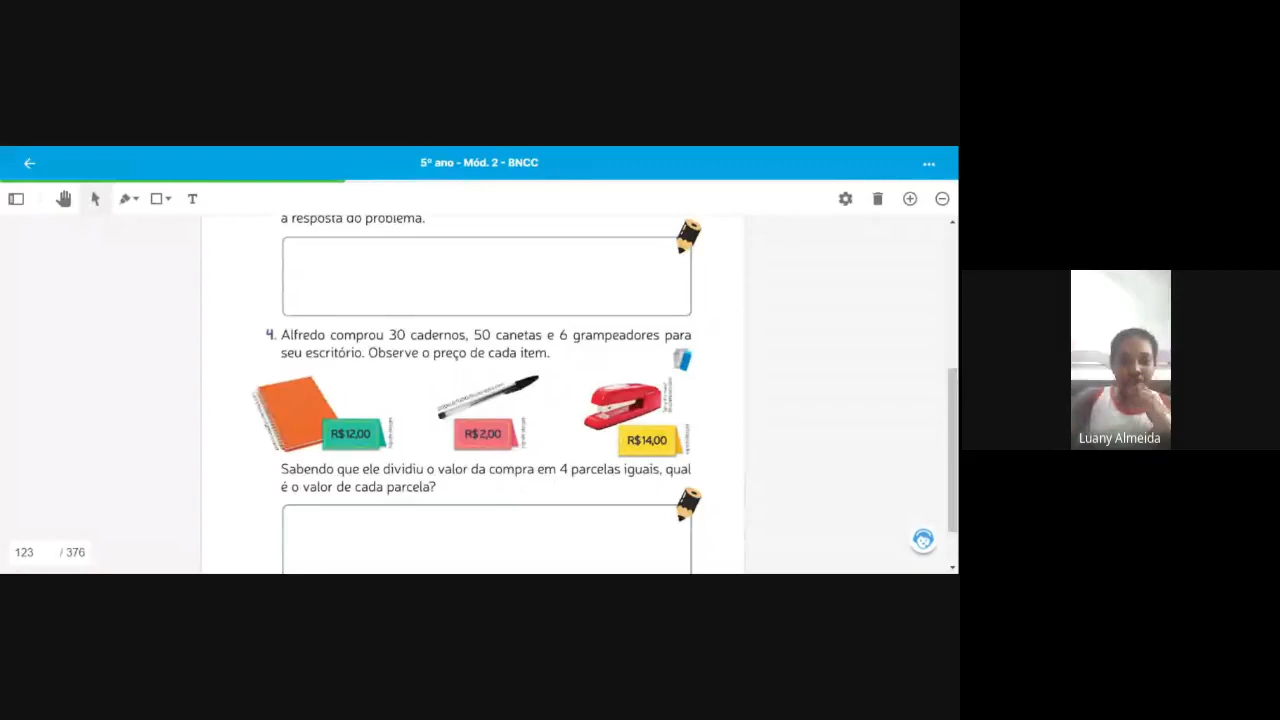 5º ano - Mód. 2 - BNCC
T
a resposta do problema.
4. Alfredo comprou 30 cadernos, 50 canetas e 6 grampeadores para
seu escritório. Observe o preço de cada item.
R$12,00
R$2,00
R$14,00
Sabendo que ele dividiu o valor da compra em 4 parcelas iguais, qual
é o valor de cada parcela?
123 / 376
Luany Almeida